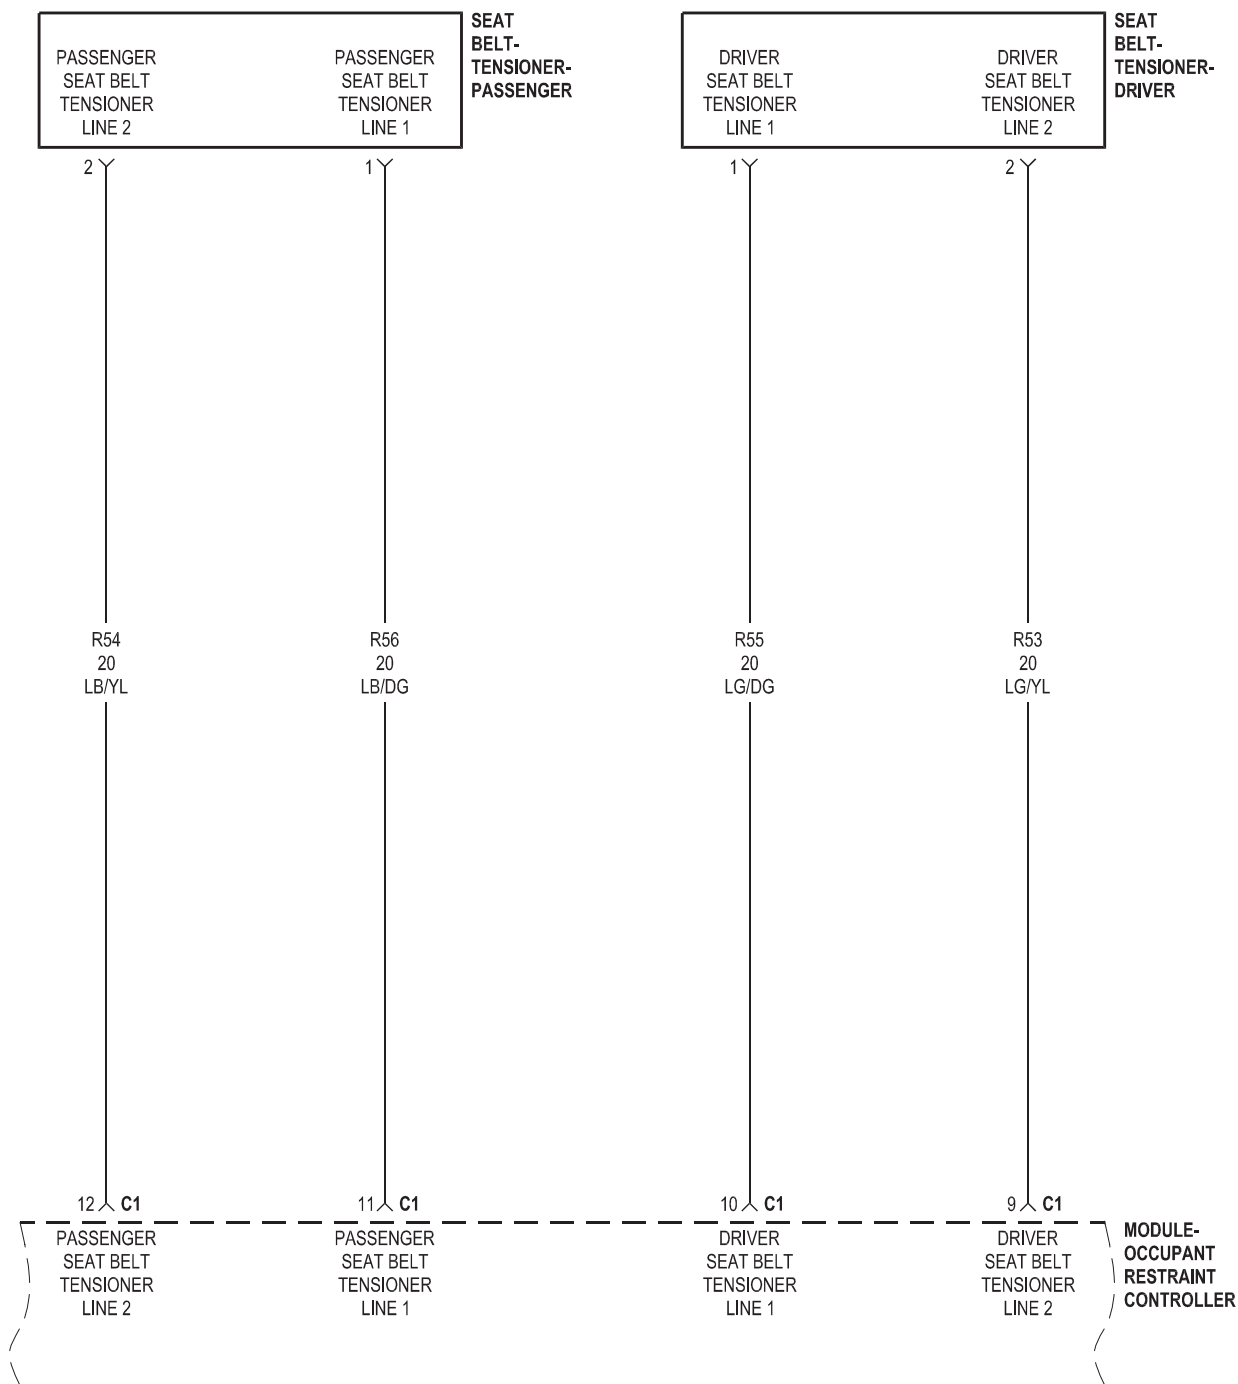 PASSENGER
SEAT BELT
TENSIONER
LINE 2
PASSENGER
SEAT BELT
TENSIONER
LINE 1
SEAT
BELT-
TENSIONER-
PASSENGER
DRIVER
SEAT BELT
TENSIONER
LINE 1
DRIVER
SEAT BELT
TENSIONER
LINE 2
SEAT
BELT-
TENSIONER-
DRIVER
2
1
1
2
R54
20
LB/YL
R56
20
LB/DG
R55
20
LG/DG
R53
20
LG/YL
12 C1
11 C1
10 C1
9 C1
PASSENGER
SEAT BELT
TENSIONER
LINE 2
PASSENGER
SEAT BELT
TENSIONER
LINE 1
DRIVER
SEAT BELT
TENSIONER
LINE 1
DRIVER
SEAT BELT
TENSIONER
LINE 2
MODULE-
OCCUPANT
RESTRAINT
CONTROLLER